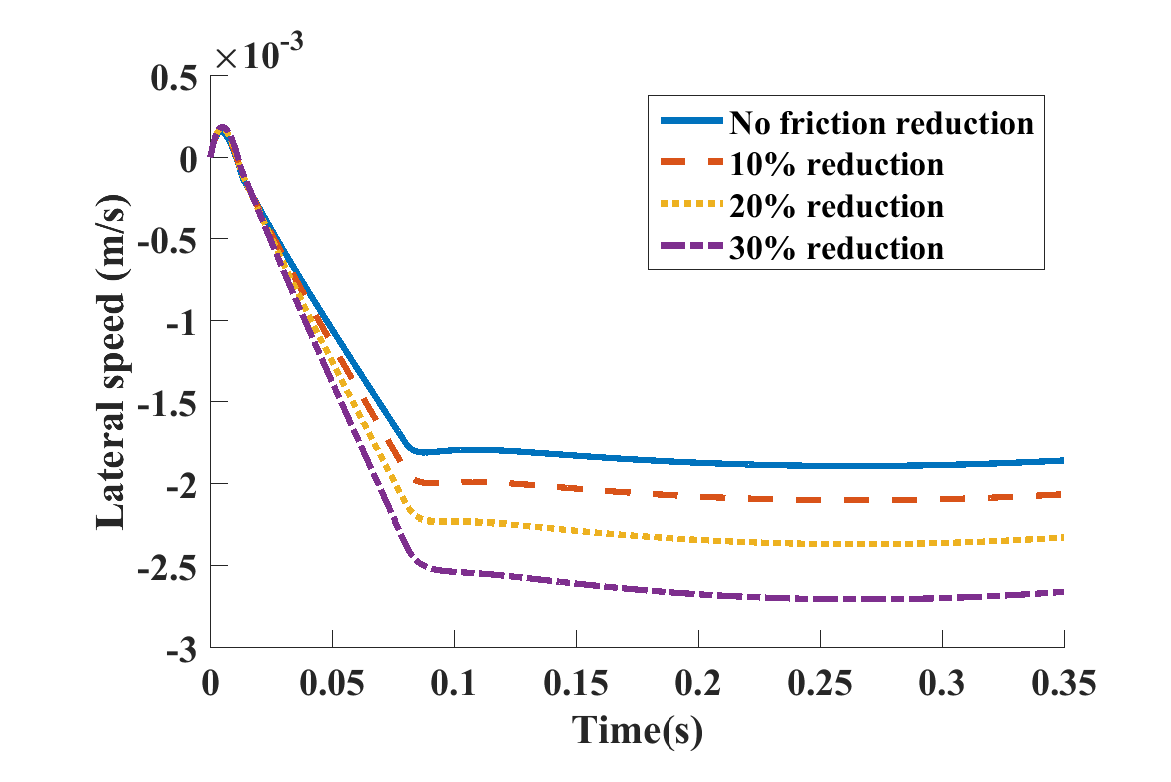 ×10-3
0.5
0
-0.5
-1
-1.5
-2
-2.5
-3
Lateral speed (m/s)
No friction reduction
10% reduction
20% reduction
30% reduction
0 0.05 0.1 0.15 0.2 0.25 0.3 0.35
Time(s)